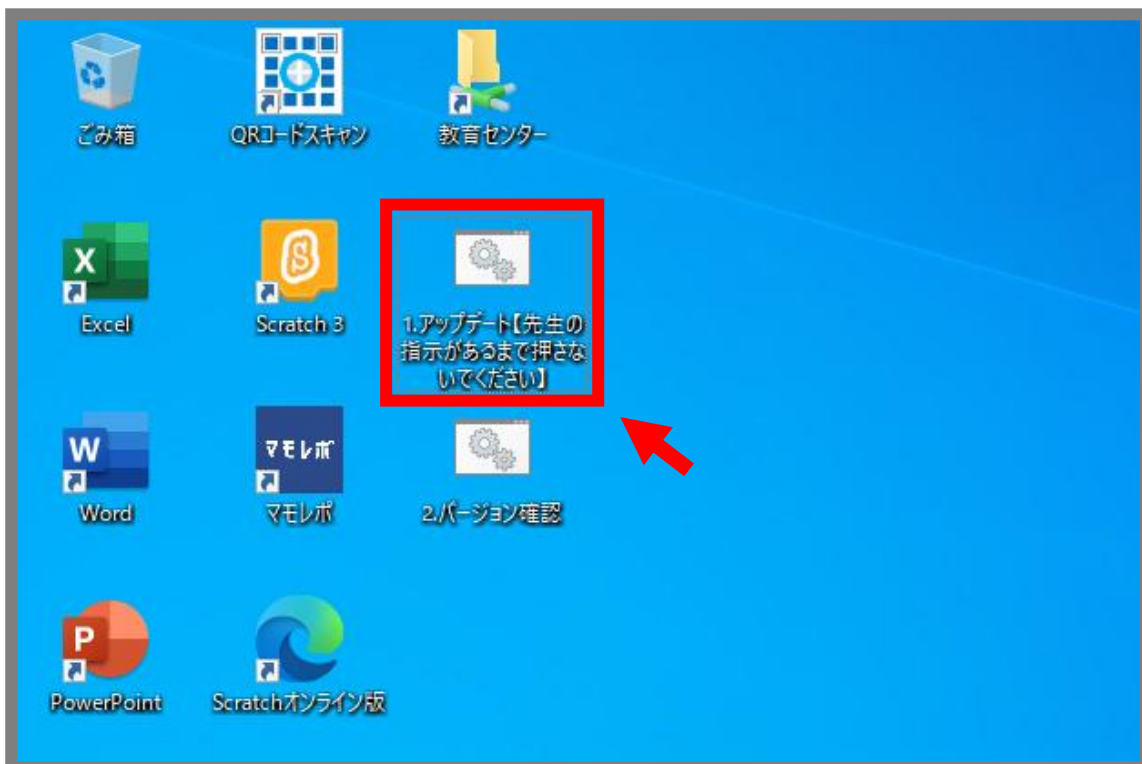 ごみ箱
QRコードスキャン
教育センター
X
Excel
S
Scratch 3
1.アップデート【先生の
指示があるまで押さな
いでください】
W
Word
マモレポ
マモレポ
2.バージョン確認
P
PowerPoint
Scratchオンライン版